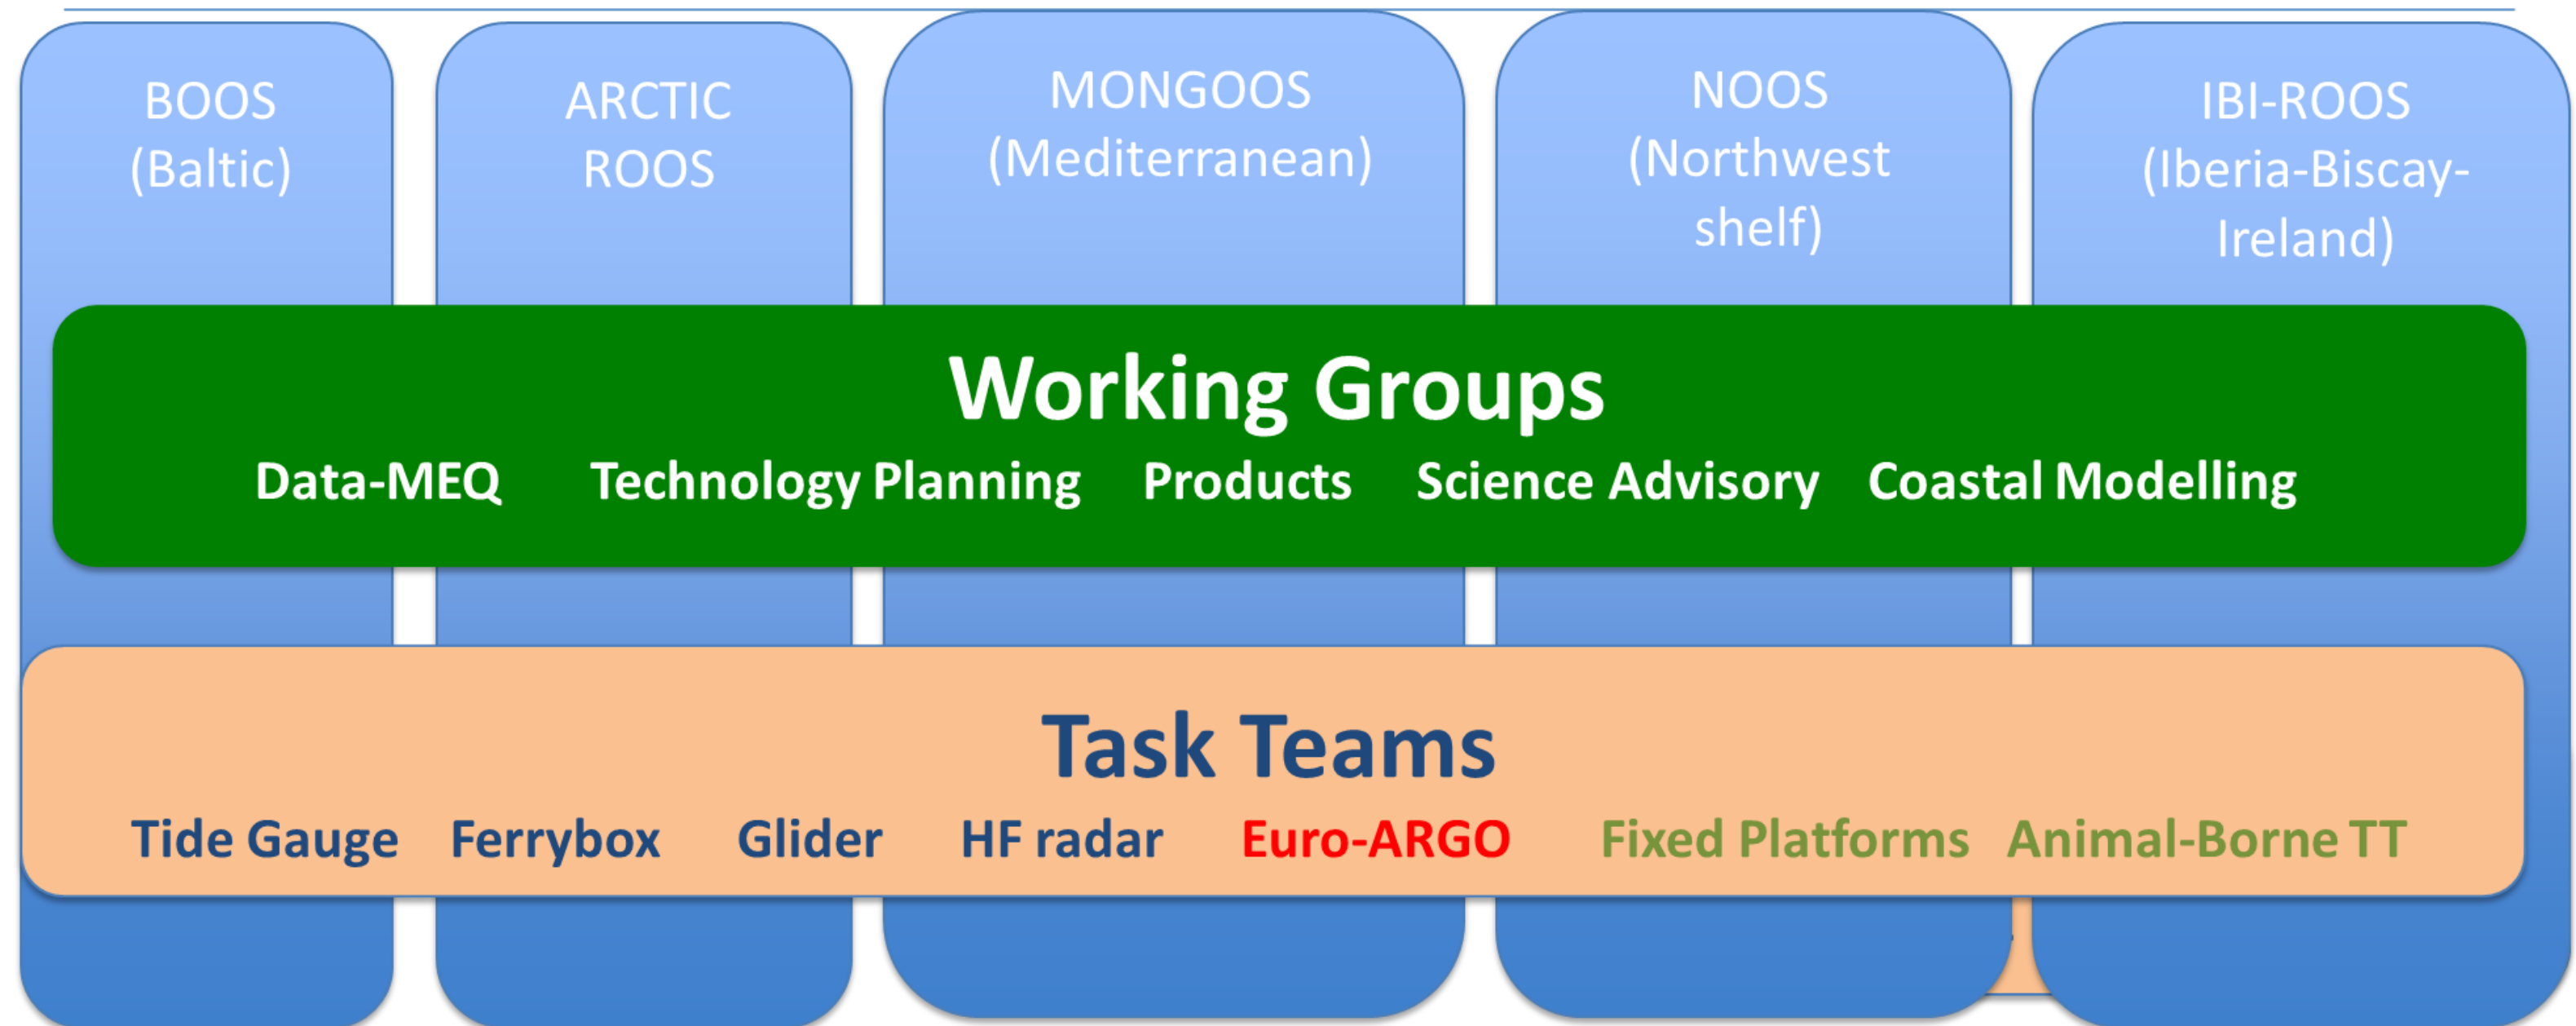 BOOS
(Baltic)
ARCTIC
ROOS
MONGOOS
(Mediterranean)
NOOS
(Northwest
shelf)
IBI-ROOS
(Iberia-Biscay-
Ireland)
Working Groups
Data-MEQ Technology Planning Products Science Advisory Coastal Modelling
Task Teams
Tide Gauge Ferrybox Glider HF radar Euro-ARGO Fixed Platforms Animal-Borne TT